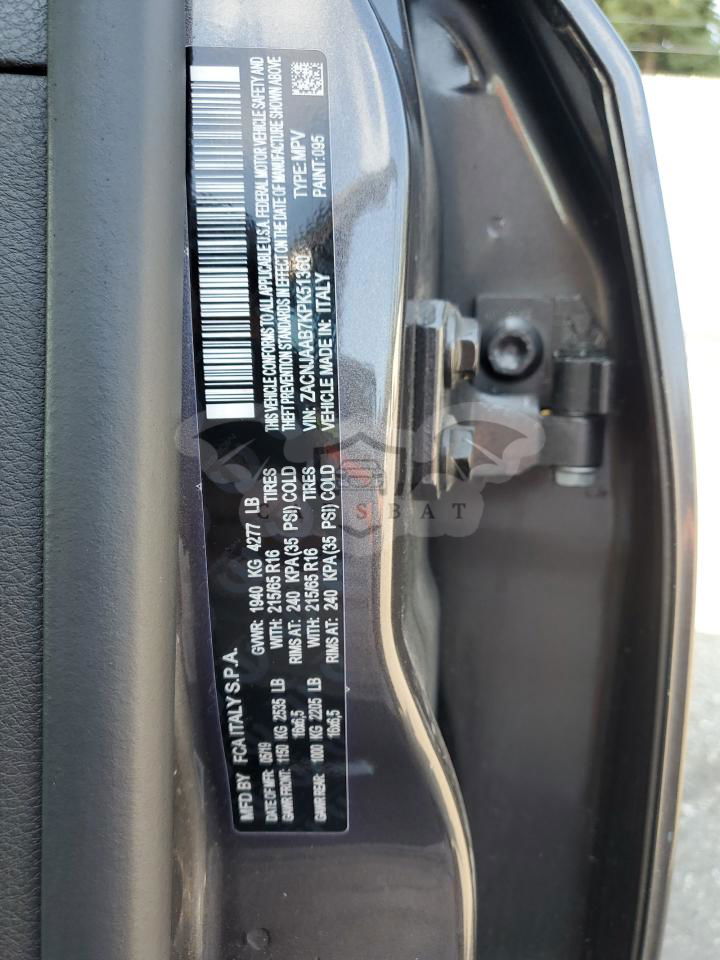 MFD BY FCA ITALY S.P.A.
DATE OF MFR: 05/19 GVWR: 1940 KG 4277 LB
GAWR FRONT: 1150 KG 2535 LB WITH: 215/65 R16 TIRES
16x6,5 RIMS AT: 240 KPA(35 PSI) COLD
GAWR REAR: 1000 KG 2205 LB WITH: 215/65 R16 TIRES
16x6,5 RIMS AT: 240 KPA(35 PSI) COLD
THIS VEHICLE CONFORMS TO ALL APPLICABLE U.S.A. FEDERAL MOTOR VEHICLE SAFETY AND
THEFT PREVENTION STANDARDS IN EFFECT ON THE DATE OF MANUFACTURE SHOWN ABOVE
VIN: ZACNJAAB7KPK51360 TYPE: MPV
VEHICLE MADE IN: ITALY PAINT: 095
CARSBAT